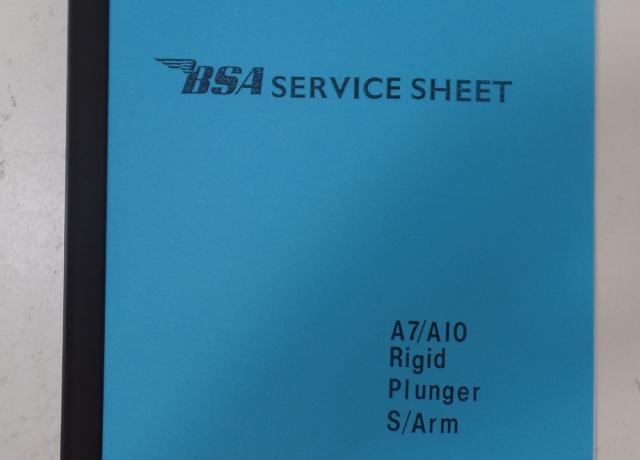 BSA SERVICE SHEET
A7/A10
Rigid
Plunger
S/Arm